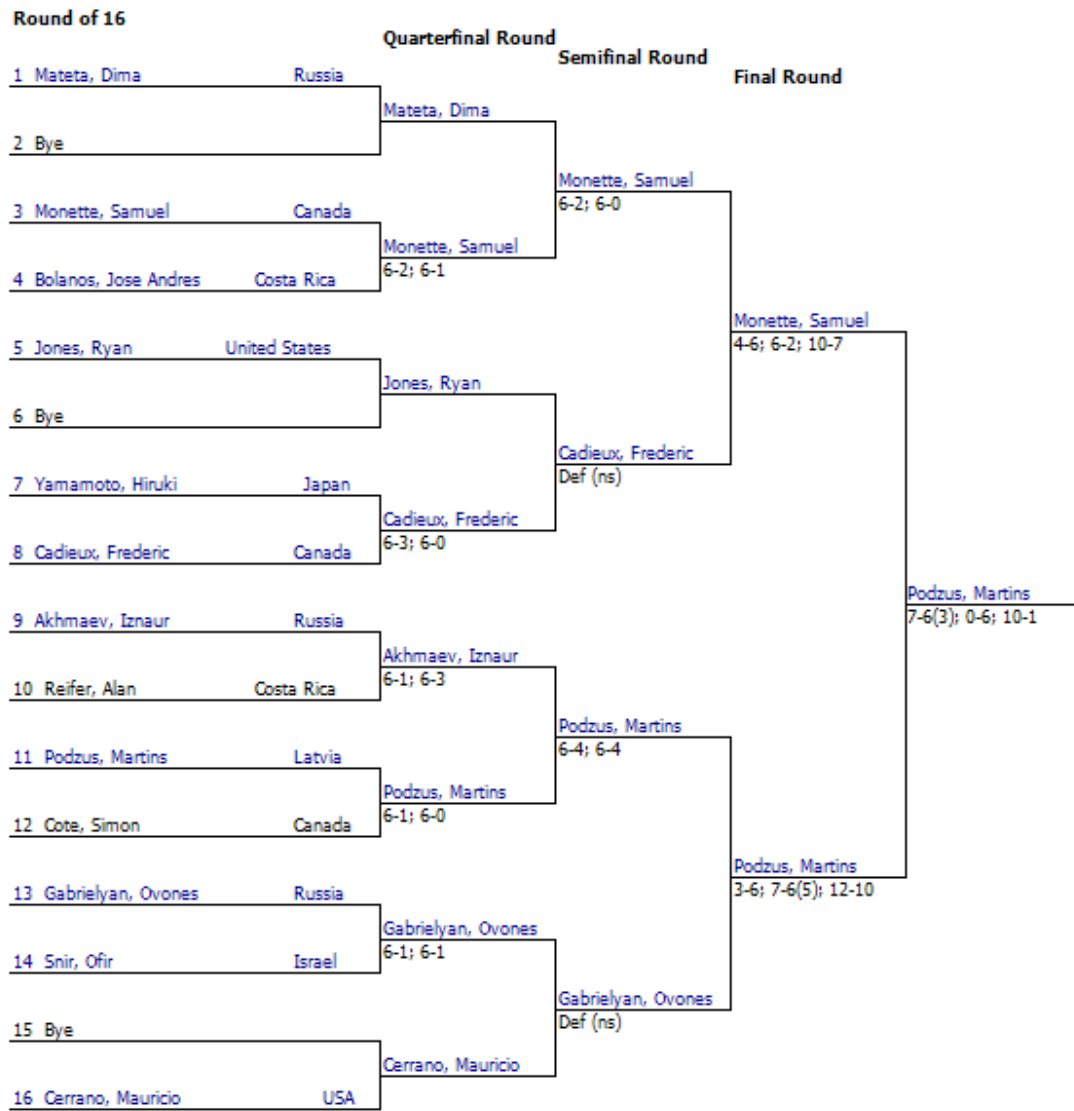 Round of 16
Quarterfinal Round
Semifinal Round
Final Round
1 Mateta, Dima Russia
2 Bye
3 Monette, Samuel Canada
4 Bolanos, Jose Andres Costa Rica
5 Jones, Ryan United States
6 Bye
7 Yamamoto, Hiruki Japan
8 Cadieux, Frederic Canada
9 Akhmaev, Iznaur Russia
10 Reifer, Alan Costa Rica
11 Podzus, Martins Latvia
12 Cote, Simon Canada
13 Gabrielyan, Ovones Russia
14 Snir, Ofir Israel
15 Bye
16 Cerrano, Mauricio USA
Mateta, Dima
Monette, Samuel
6-2; 6-1
Jones, Ryan
Cadieux, Frederic
6-3; 6-0
Akhmaev, Iznaur
6-1; 6-3
Podzus, Martins
6-1; 6-0
Gabrielyan, Ovones
6-1; 6-1
Cerrano, Mauricio
Monette, Samuel
6-2; 6-0
Cadieux, Frederic
Def (ns)
Podzus, Martins
6-4; 6-4
Gabrielyan, Ovones
Def (ns)
Monette, Samuel
4-6; 6-2; 10-7
Podzus, Martins
3-6; 7-6(5); 12-10
Podzus, Martins
7-6(3); 0-6; 10-1